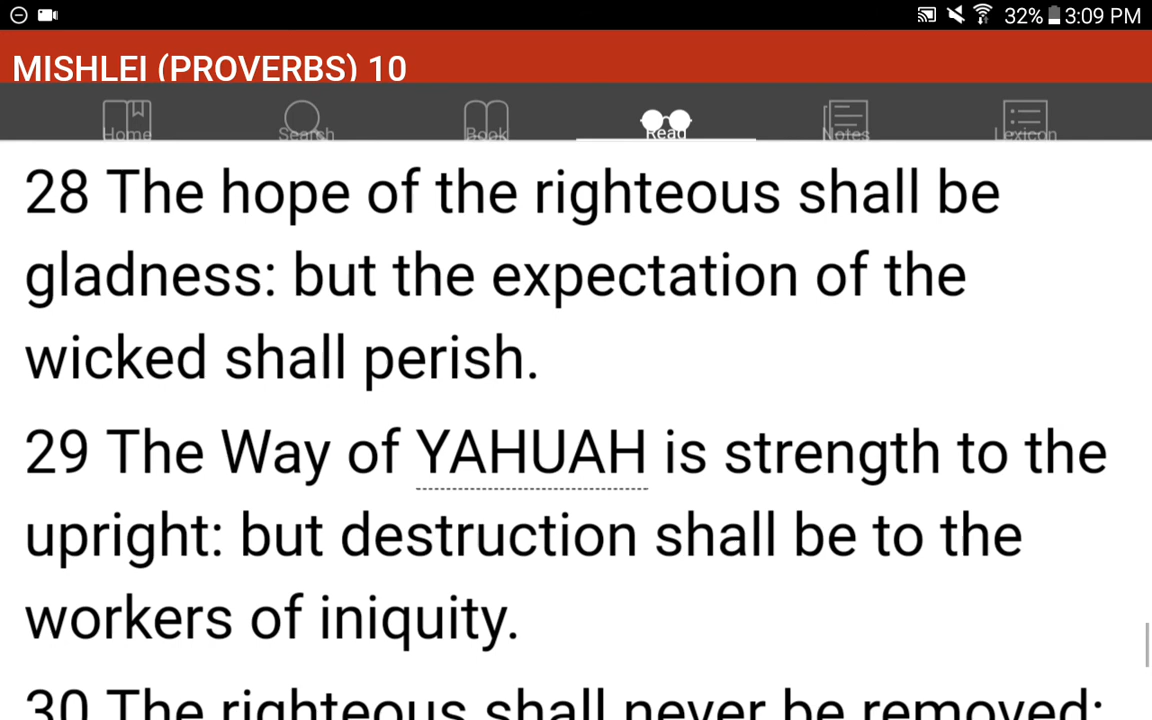 32% 3:09 PM
MISHLEI (PROVERBS) 10
Home Search Book Read Notes Lexicon
28 The hope of the righteous shall be
gladness: but the expectation of the
wicked shall perish.
29 The Way of YAHUAH is strength to the
upright: but destruction shall be to the
workers of iniquity.
30 The righteous shall never be removed: